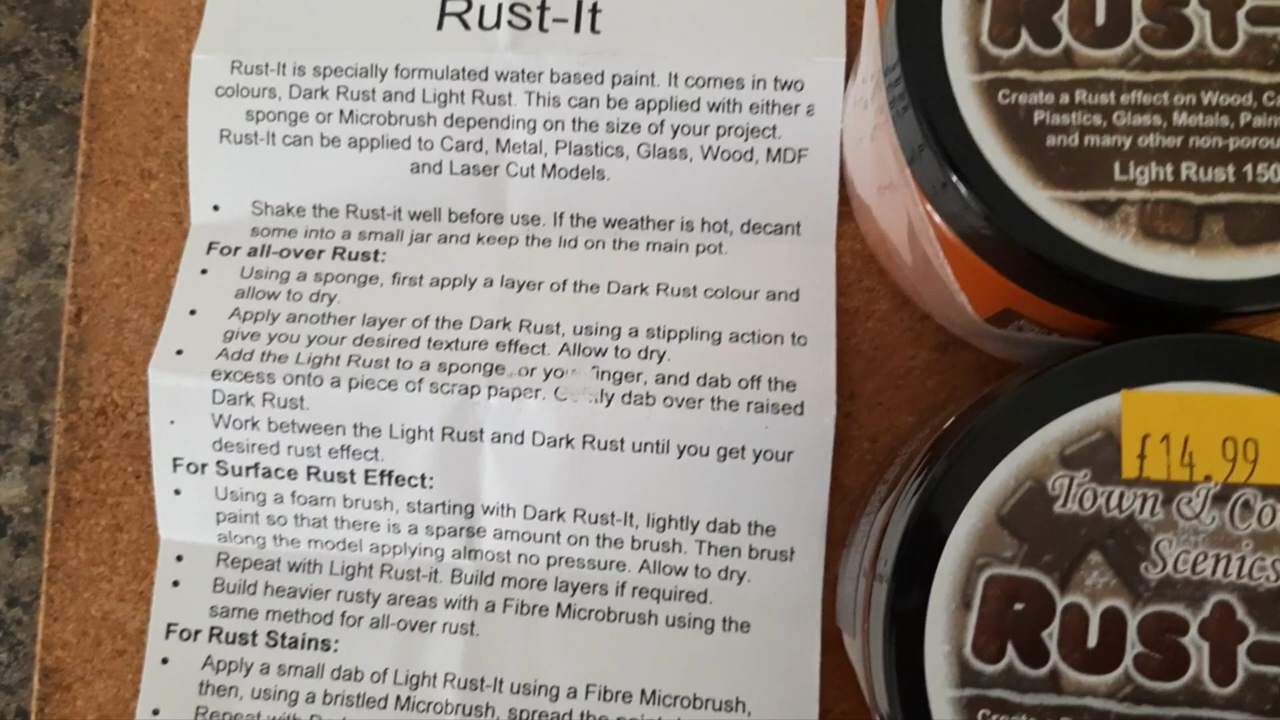 Rust-It
Rust-It is specially formulated water based paint. It comes in two
colours, Dark Rust and Light Rust. This can be applied with either
sponge or Microbrush depending on the size of your project.
Rust-It can be applied to Card, Metal, Plastics, Glass, Wood, MDF
and Laser Cut Models.
• Shake the Rust-it well before use. If the weather is hot, decant
some into a small jar and keep the lid on the main pot.
For all-over Rust:
• Using a sponge, first apply a layer of the Dark Rust colour and
allow to dry.
• Apply another layer of the Dark Rust, using a stippling action to
give you your desired texture effect. Allow to dry.
• Add the Light Rust to a sponge or and dab off the
excess onto a piece of scrap paper. dab over the raised
Dark Rust.
• Work between the Light Rust and Dark Rust until you get your
desired rust effect.
For Surface Rust Effect:
• Using a foam brush, starting with Dark Rust-It, lightly dab the
paint so that there is a sparse amount on the brush. Then
along the model applying almost no pressure. Allow to dry.
• Repeat with Light Rust-it. Build more layers if required.
• Build heavier rusty areas with a Fibre Microbrush using the
same method for all-over rust.
For Rust Stains:
• Apply a small dab of Light Rust-It using a Fibre Microbrush,
then, using a bristled Microbrush, spread the
• Repeat with
Rust-
Create a Rust effect on Wood,
Plastics, Glass, Metals,
and many other
Light Rust 150
£14.99
Town & Co
Scenics
Rust-